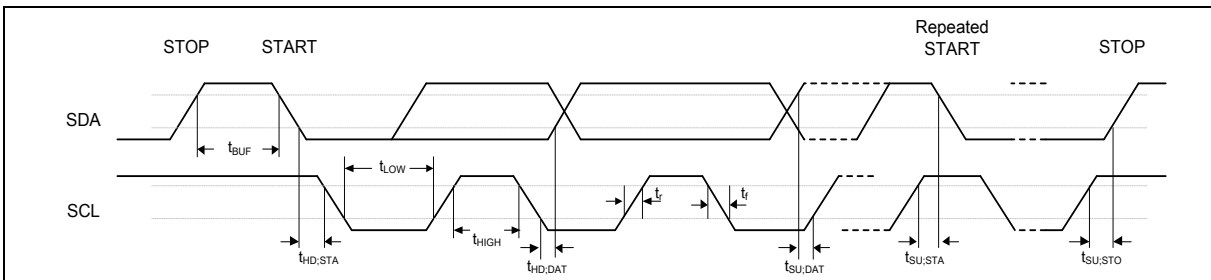 STOP
START
Repeated
START
STOP
SDA
tBUF
tLOW
SCL
tr
tf
tHIGH
tHD;STA
tHD;DAT
tSU;DAT
tSU;STA
tSU;STO